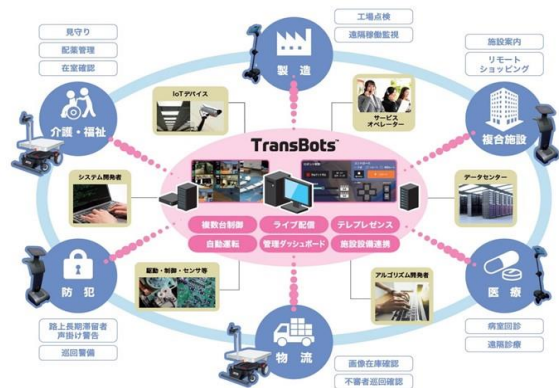 見守り
配薬管理
在室確認
工場点検
遠隔稼働監視
施設案内
リモート
ショッピング
製造
介護・福祉
複合施設
IoTデバイス
サービス
オペレーター
TransBots™
システム開発者
データセンター
複数台制御
ライブ配信
テレプレゼンス
自動運転
管理ダッシュボード
施設設備連携
駆動・制御・センサ等
アルゴリズム開発者
防犯
医療
物流
路上長期滞留者
声掛け警告
巡回警備
病室回診
遠隔診療
画像在庫確認
不審者巡回確認